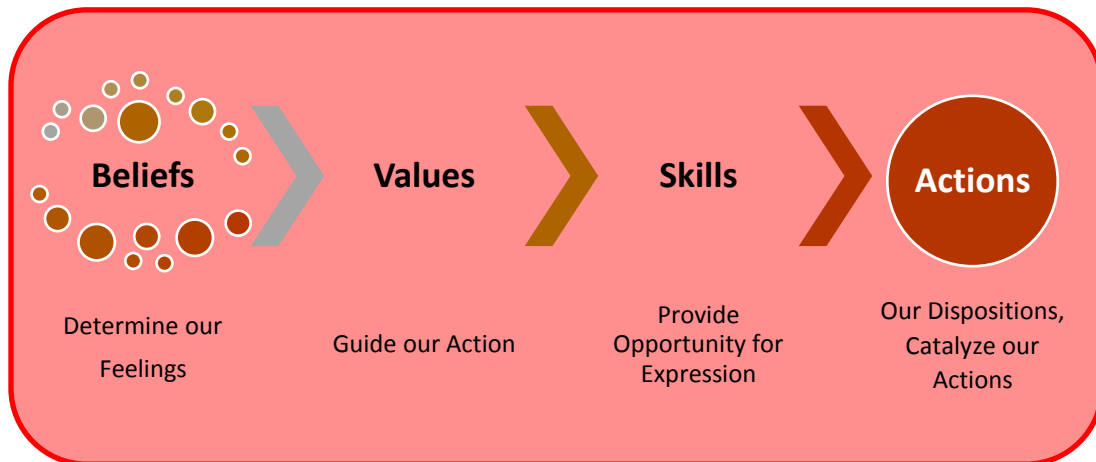 Beliefs
Values
Skills
Actions
Determine our
Feelings
Guide our Action
Provide
Opportunity for
Expression
Our Dispositions,
Catalyze our
Actions